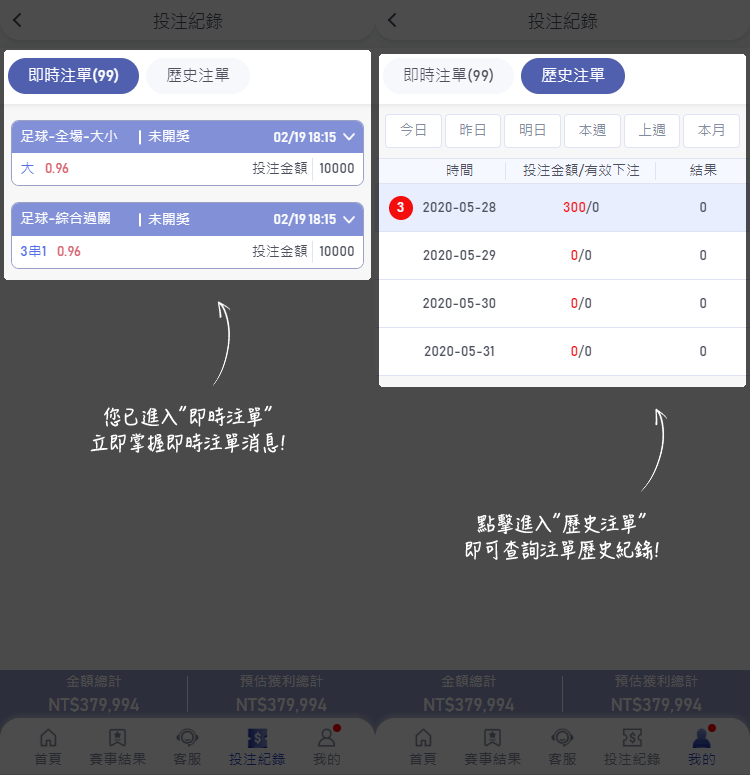 投注紀錄
即時注單(99)
歷史注單
足球-全場-大小 | 未開獎 02/19 18:15
大 0.96 投注金額 10000
足球-綜合過關 | 未開獎 02/19 18:15
3串1 0.96 投注金額 10000
您已進入"即時注單"
立即掌握即時注單消息!
金額總計 預估獲利總計
NT$379,994 NT$379,994
首頁 賽事結果 客服 投注紀錄 我的
投注紀錄
即時注單(99)
歷史注單
今日 昨日 明日 本週 上週 本月
時間 投注金額/有效下注 結果
3 2020-05-28 300/0 0
2020-05-29 0/0 0
2020-05-30 0/0 0
2020-05-31 0/0 0
點擊進入"歷史注單"
即可查詢注單歷史紀錄!
金額總計 預估獲利總計
NT$379,994 NT$379,994
首頁 賽事結果 客服 投注紀錄 我的